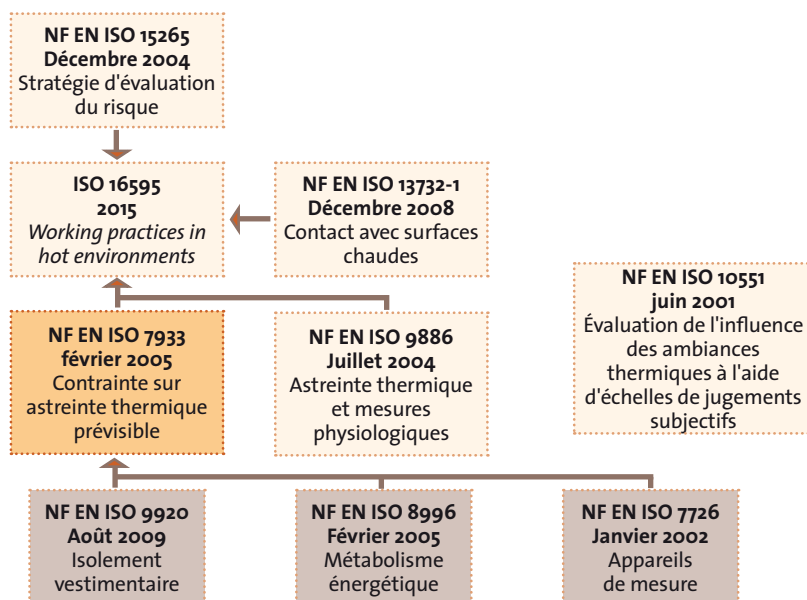 NF EN ISO 15265
Décembre 2004
Stratégie d'évaluation
du risque
ISO 16595
2015
Working practices in
hot environments
NF EN ISO 13732-1
Décembre 2008
Contact avec surfaces
chaudes
NF EN ISO 10551
juin 2001
Évaluation de l'influence
des ambiances
thermiques à l'aide
d'échelles de jugements
subjectifs
NF EN ISO 7933
février 2005
Contrainte sur
astreinte thermique
prévisible
NF EN ISO 9886
Juillet 2004
Astreinte thermique
et mesures
physiologiques
NF EN ISO 9920
Août 2009
Isolement
vestimentaire
NF EN ISO 8996
Février 2005
Métabolisme
énergétique
NF EN ISO 7726
Janvier 2002
Appareils
de mesure